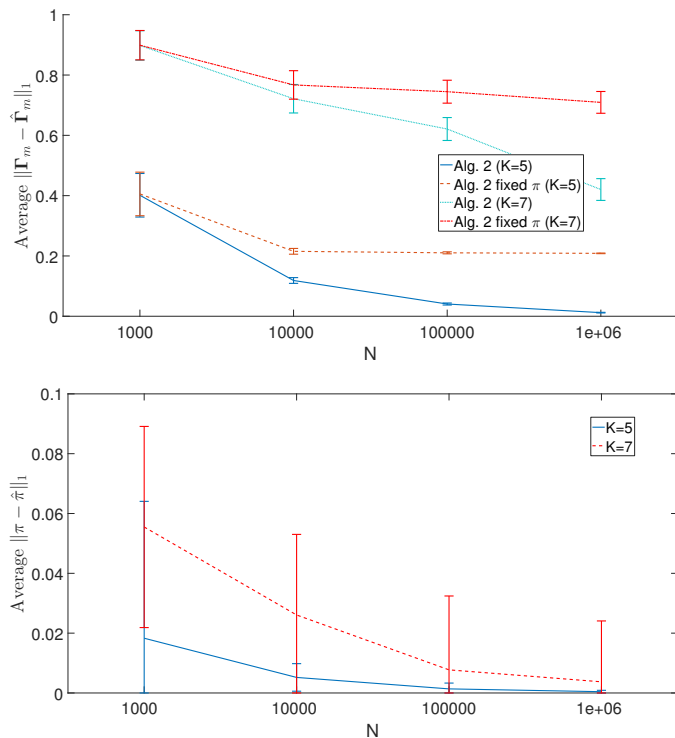 1
0.8
0.6
0.4
0.2
0
Average ||Γₘ − Γ̂ₘ||₁
Alg. 2 (K=5)
Alg. 2 fixed π (K=5)
Alg. 2 (K=7)
Alg. 2 fixed π (K=7)
1000 10000 100000 1e+06
N
0.1
0.08
0.06
0.04
0.02
0
Average ||π − π̂||₁
K=5
K=7
1000 10000 100000 1e+06
N